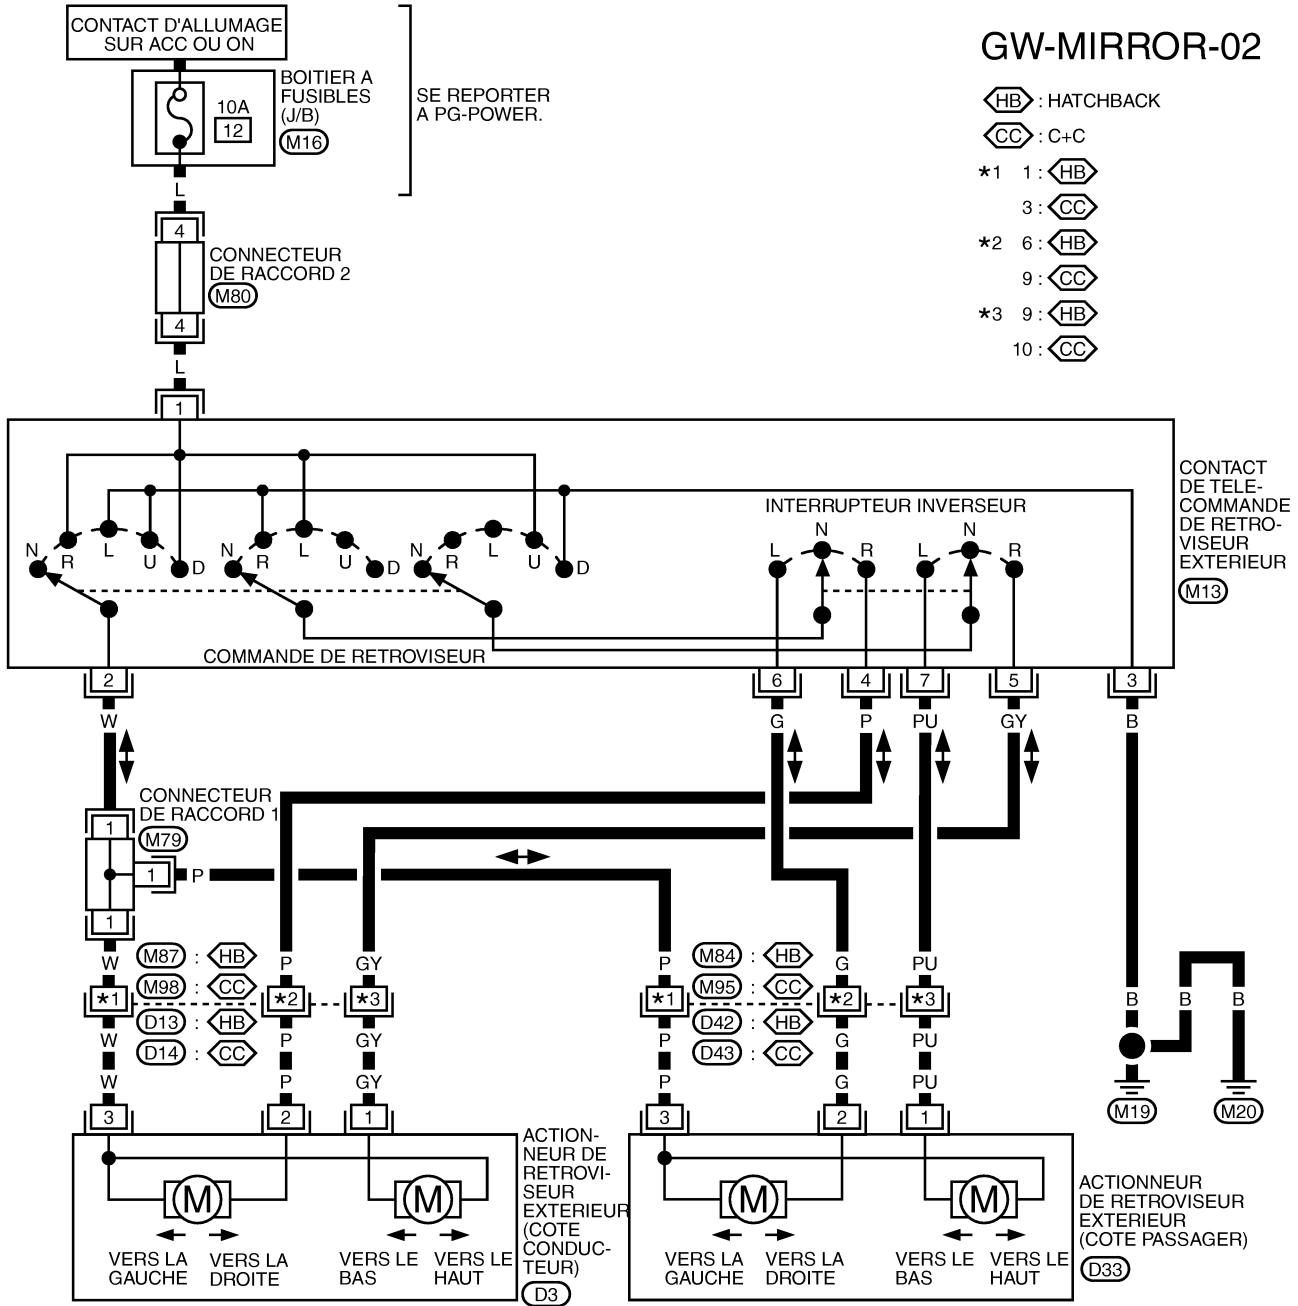 CONTACT D'ALLUMAGE
SUR ACC OU ON
BOITIER A
FUSIBLES
(J/B)
M16
10A
12
SE REPORTER
A PG-POWER.
GW-MIRROR-02
HB : HATCHBACK
CC : C+C
*1 1 : HB
3 : CC
*2 6 : HB
9 : CC
*3 9 : HB
10 : CC
L
4
CONNECTEUR
DE RACCORD 2
M80
4
L
1
CONTACT
DE TELE-
COMMANDE
DE RETRO-
VISEUR
EXTERIEUR
M13
INTERRUPTEUR INVERSEUR
N R L U D
N R L U D
N R L U D
L N R
L N R
COMMANDE DE RETROVISEUR
2 6 4 7 5 3
W G P PU GY B
CONNECTEUR
DE RACCORD 1
M79
1
1 P
1
W M87 : HB P GY P M84 : HB G PU
M98 : CC M95 : CC
*1 *2 *3 *1 *2 *3 B B B
D13 : HB D42 : HB
W P GY P G PU
D14 : CC D43 : CC
W P GY P G PU
3 2 1 3 2 1
M19 M20
ACTION-
NEUR DE
RETROVI-
SEUR
EXTERIEUR
(COTE
CONDUC-
TEUR)
D3
M M M M
VERS LA
GAUCHE
VERS LA
DROITE
VERS LE
BAS
VERS LE
HAUT
VERS LA
GAUCHE
VERS LA
DROITE
VERS LE
BAS
VERS LE
HAUT
ACTIONNEUR
DE RETROVISEUR
EXTERIEUR
(COTE PASSAGER)
D33